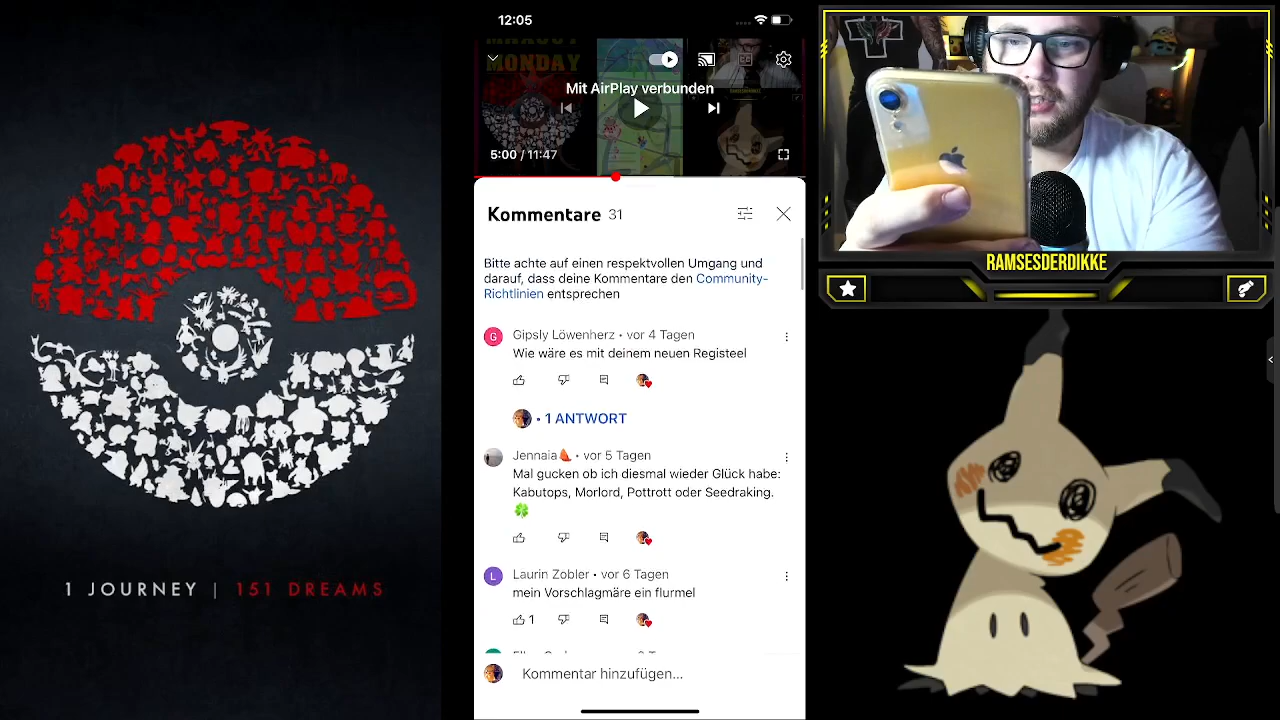 12:05
MONDAY
Mit AirPlay verbunden
5:00 / 11:47
Kommentare 31
Bitte achte auf einen respektvollen Umgang und
darauf, dass deine Kommentare den Community-
Richtlinien entsprechen
G
Gipsly Löwenherz • vor 4 Tagen
Wie wäre es mit deinem neuen Registeel
• 1 ANTWORT
Jennaia • vor 5 Tagen
Mal gucken ob ich diesmal wieder Glück habe:
Kabutops, Morlord, Pottrott oder Seedraking.
L
Laurin Zobler • vor 6 Tagen
mein Vorschlagmäre ein flurmel
1
Kommentar hinzufügen...
1 JOURNEY | 151 DREAMS
RAMSESDERDIKKE